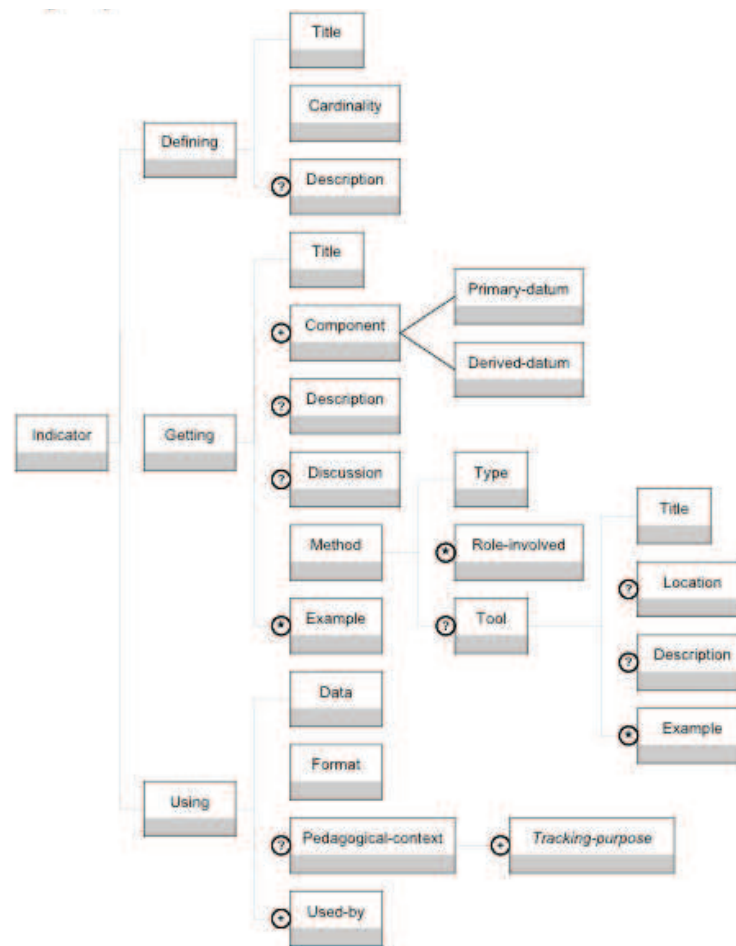 Title
Cardinality
Defining
? Description
Title
Primary-datum
+ Component
Derived-datum
? Description
Indicator
Getting
? Discussion
Type
Title
Method
* Role-involved
? Location
* Example
? Tool
? Description
Data
* Example
Format
Using
? Pedagogical-context
+ Tracking-purpose
+ Used-by